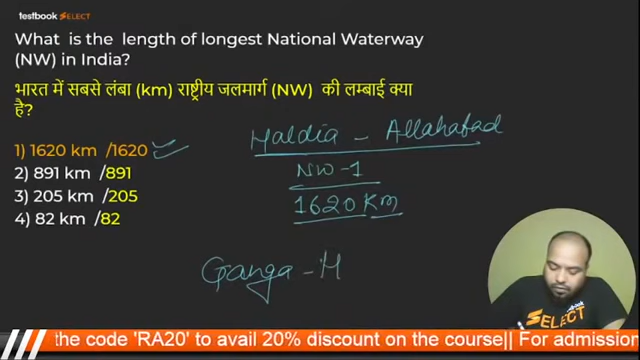 testbook SELECT
What is the length of longest National Waterway
(NW) in India?
भारत में सबसे लंबा (km) राष्ट्रीय जलमार्ग (NW) की लम्बाई क्या
है?
1) 1620 km /1620
2) 891 km /891
3) 205 km /205
4) 82 km /82
Haldia - Allahabad
NW-1
1620 Km
Ganga - H
SELECT
the code 'RA20' to avail 20% discount on the course|| For admission